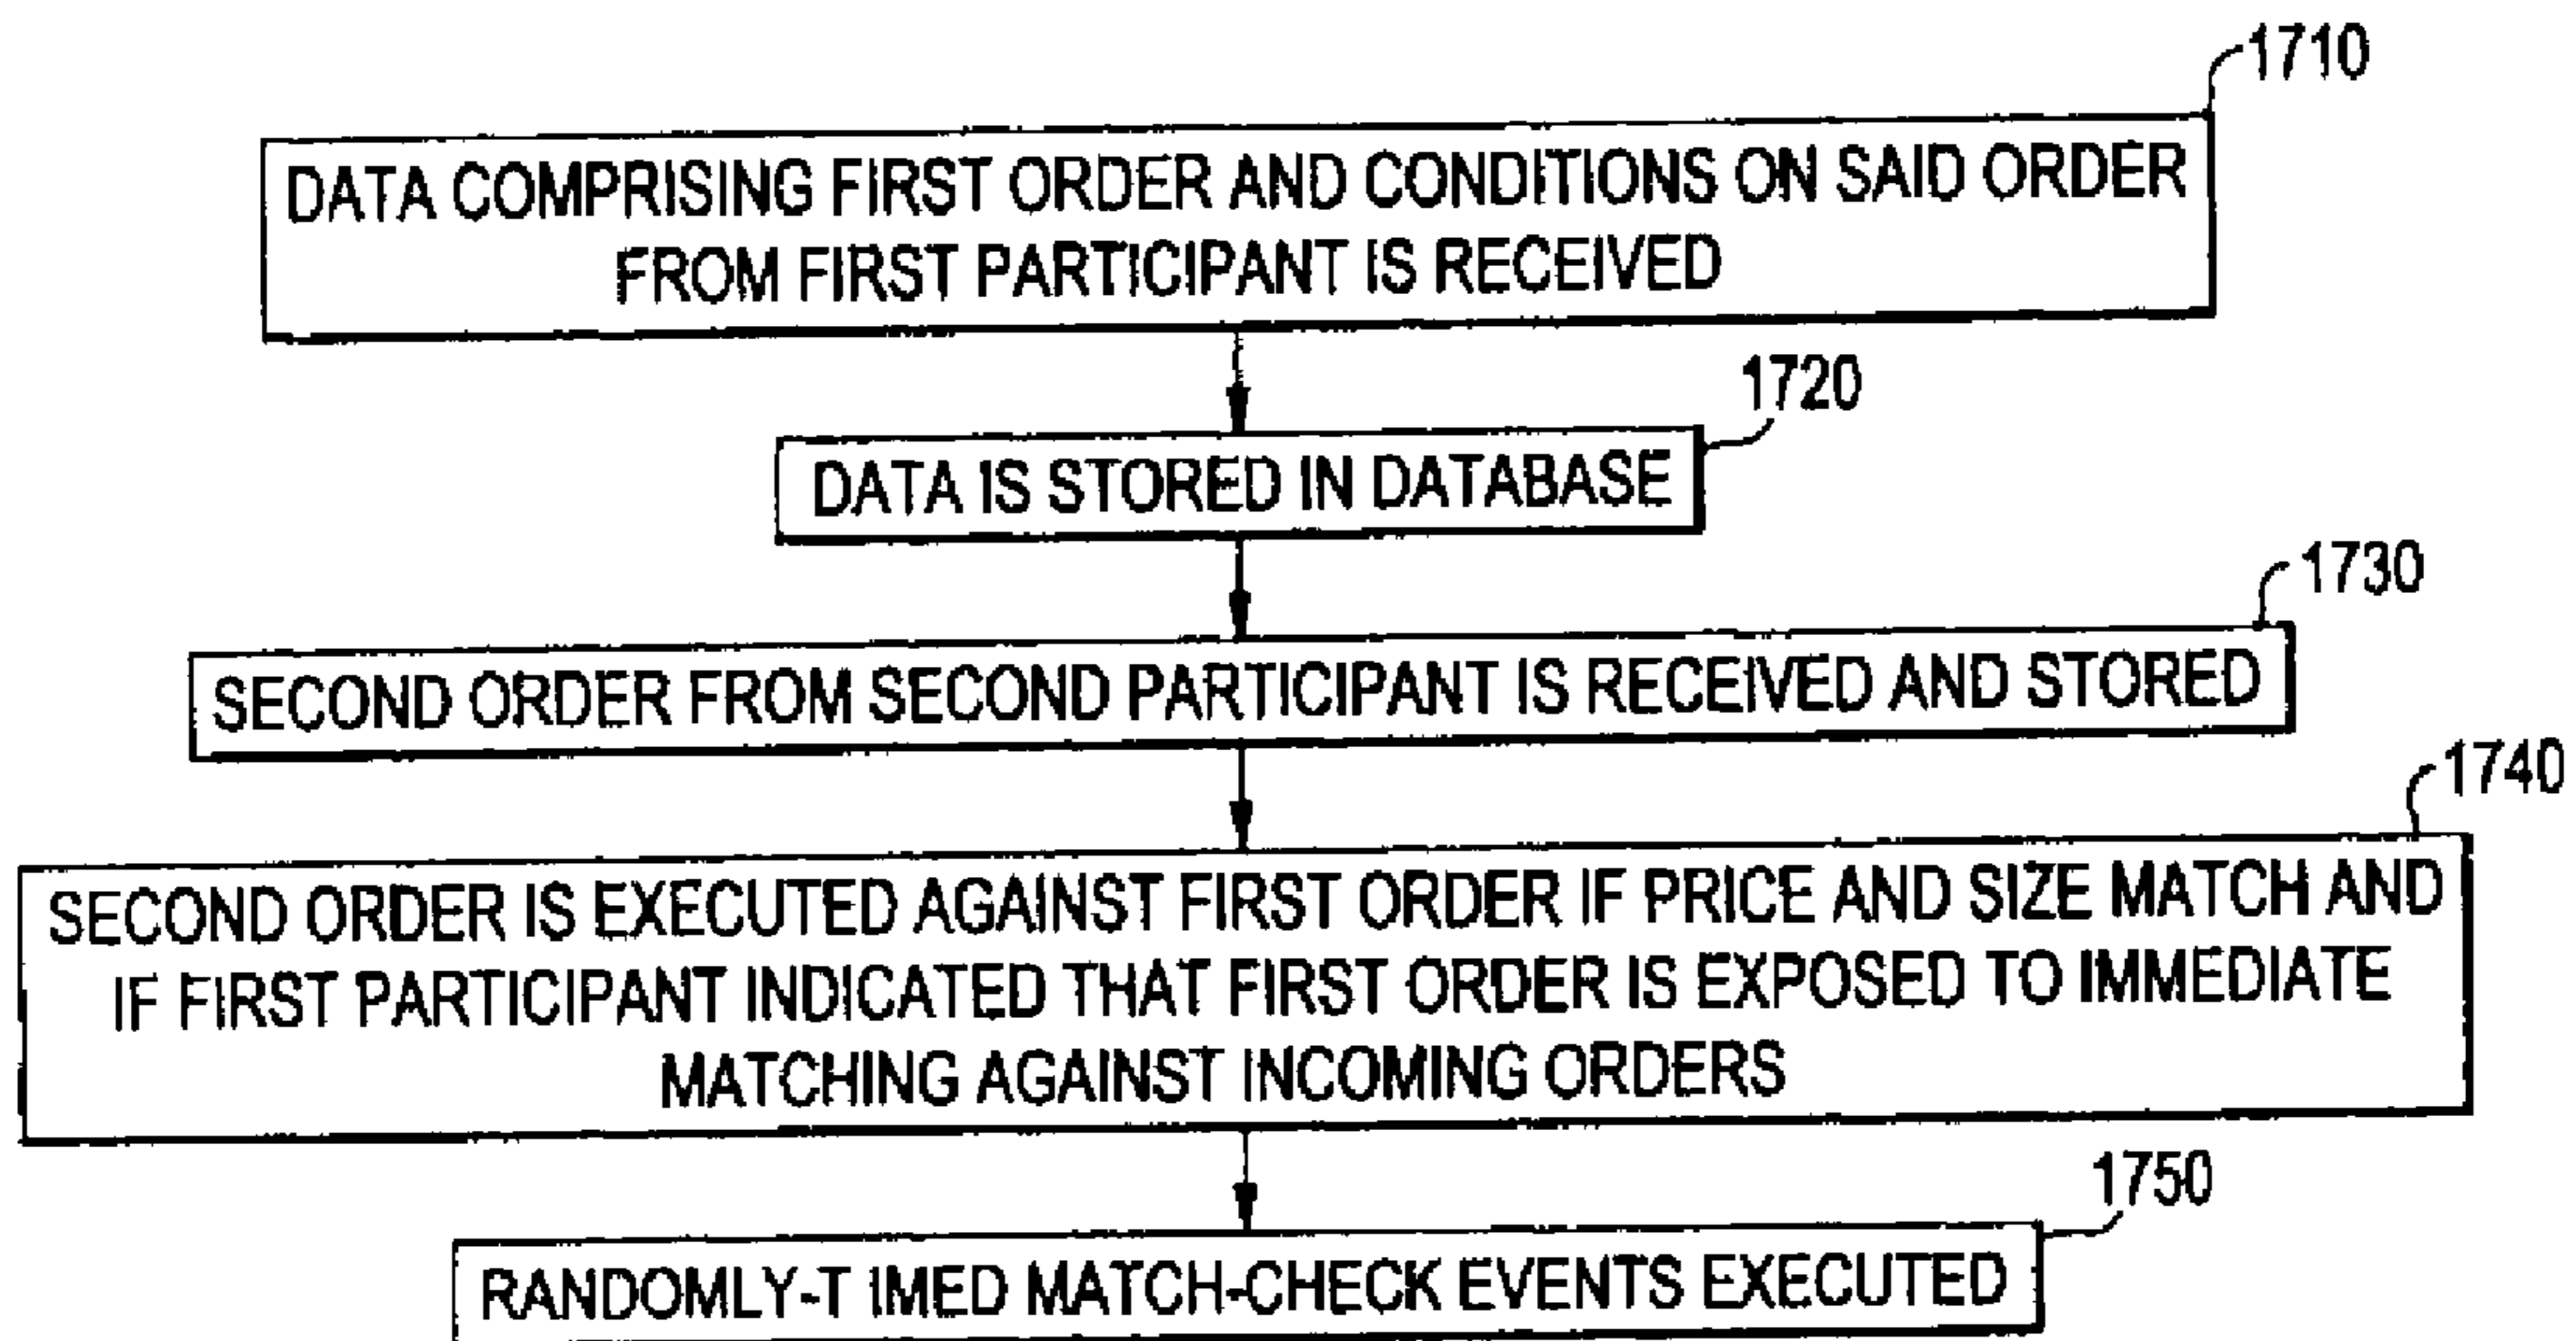 1710
DATA COMPRISING FIRST ORDER AND CONDITIONS ON SAID ORDER
FROM FIRST PARTICIPANT IS RECEIVED
1720
DATA IS STORED IN DATABASE
1730
SECOND ORDER FROM SECOND PARTICIPANT IS RECEIVED AND STORED
1740
SECOND ORDER IS EXECUTED AGAINST FIRST ORDER IF PRICE AND SIZE MATCH AND
IF FIRST PARTICIPANT INDICATED THAT FIRST ORDER IS EXPOSED TO IMMEDIATE
MATCHING AGAINST INCOMING ORDERS
1750
RANDOMLY-T IMED MATCH-CHECK EVENTS EXECUTED